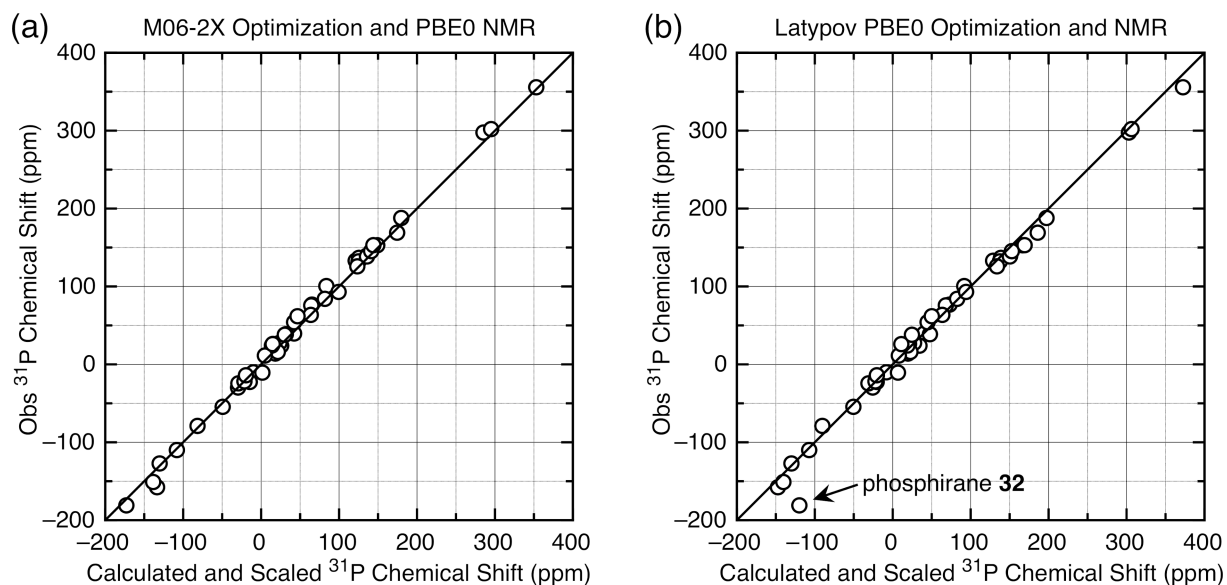 (a)
M06-2X Optimization and PBE0 NMR
400
300
200
100
0
–100
–200
Obs ³¹P Chemical Shift (ppm)
–200 –100 0 100 200 300 400
Calculated and Scaled ³¹P Chemical Shift (ppm)
(b)
Latypov PBE0 Optimization and NMR
400
300
200
100
0
–100
–200
Obs ³¹P Chemical Shift (ppm)
phosphirane 32
–200 –100 0 100 200 300 400
Calculated and Scaled ³¹P Chemical Shift (ppm)